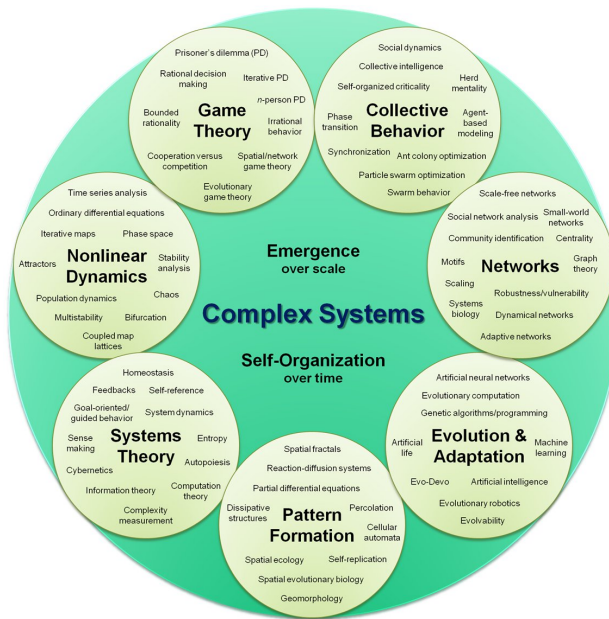 Prisoner's dilemma (PD)
Rational decision
making
Iterative PD
n-person PD
Bounded
rationality
Game
Theory
Irrational
behavior
Cooperation versus
competition
Spatial/network
game theory
Evolutionary
game theory
Social dynamics
Collective intelligence
Self-organized criticality
Herd
mentality
Phase
transition
Collective
Behavior
Agent-
based
modeling
Synchronization
Ant colony optimization
Particle swarm optimization
Swarm behavior
Time series analysis
Ordinary differential equations
Iterative maps
Phase space
Attractors
Nonlinear
Dynamics
Stability
analysis
Population dynamics
Chaos
Multistability
Bifurcation
Coupled map
lattices
Emergence
over scale
Complex Systems
Self-Organization
over time
Scale-free networks
Social network analysis
Small-world
networks
Community identification
Centrality
Motifs
Networks
Graph
theory
Scaling
Robustness/vulnerability
Systems
biology
Dynamical networks
Adaptive networks
Homeostasis
Feedbacks
Self-reference
Goal-oriented/
guided behavior
System dynamics
Sense
making
Systems
Theory
Entropy
Cybernetics
Autopoiesis
Information theory
Computation
theory
Complexity
measurement
Spatial fractals
Reaction-diffusion systems
Partial differential equations
Dissipative
structures
Pattern
Formation
Percolation
Cellular
automata
Spatial ecology
Self-replication
Spatial evolutionary biology
Geomorphology
Artificial neural networks
Evolutionary computation
Genetic algorithms/programming
Artificial
life
Evolution &
Adaptation
Machine
learning
Evo-Devo
Artificial intelligence
Evolutionary robotics
Evolvability